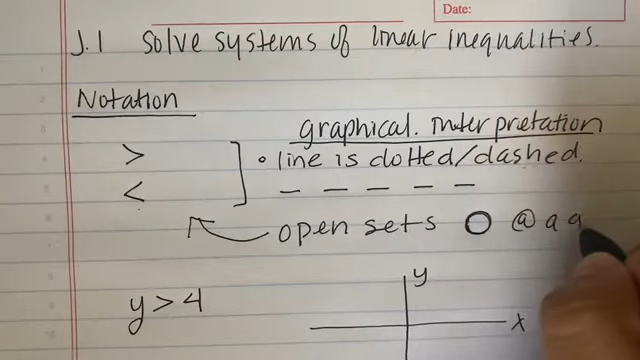 Date:
J.1 solve systems of linear inequalities.
Notation
graphical interpretation
> • line is dotted/dashed.
< — — — — —
open sets O @ a
y > 4
y
x